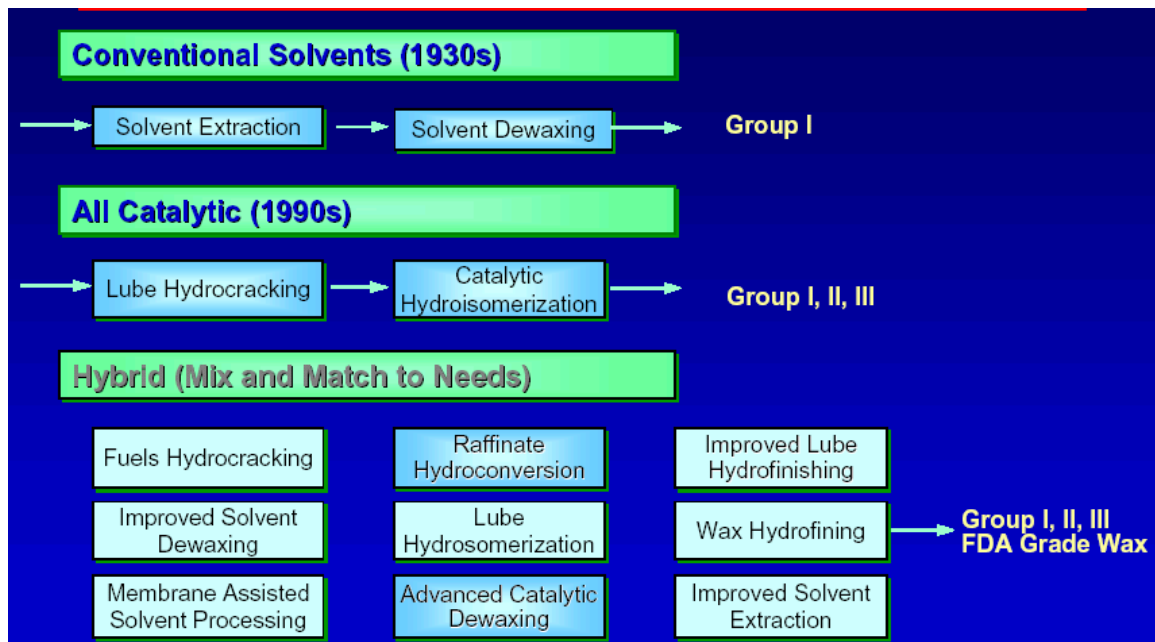 Conventional Solvents (1930s)
Solvent Extraction
Solvent Dewaxing
Group I
All Catalytic (1990s)
Lube Hydrocracking
Catalytic
Hydroisomerization
Group I, II, III
Hybrid (Mix and Match to Needs)
Fuels Hydrocracking
Raffinate
Hydroconversion
Improved Lube
Hydrofinishing
Improved Solvent
Dewaxing
Lube
Hydrosomerization
Wax Hydrofining
Group I, II, III
FDA Grade Wax
Membrane Assisted
Solvent Processing
Advanced Catalytic
Dewaxing
Improved Solvent
Extraction